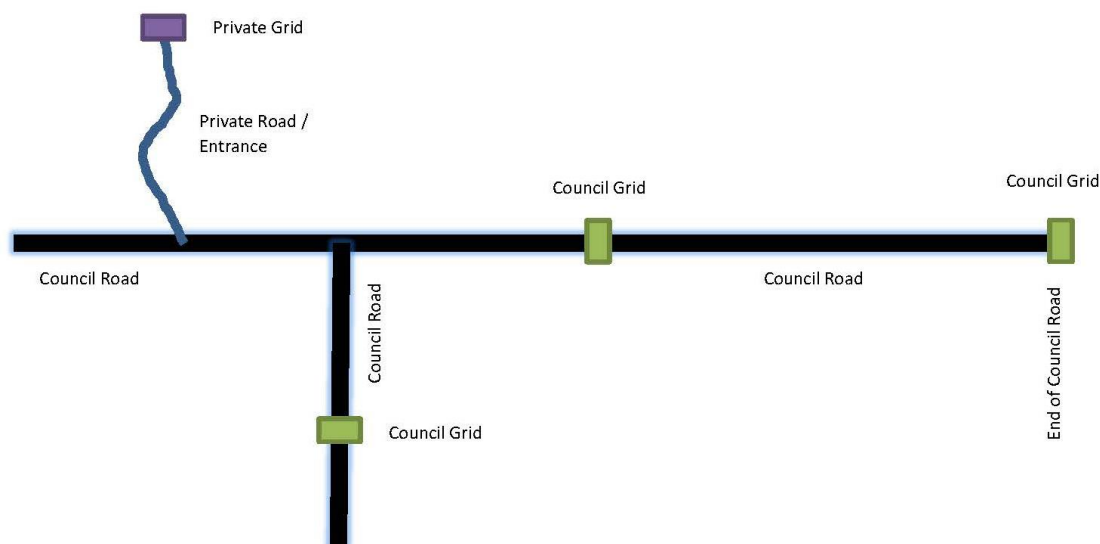 Private Grid
Private Road /
Entrance
Council Grid
Council Grid
Council Road
Council Road
Council Road
End of Council Road
Council Grid